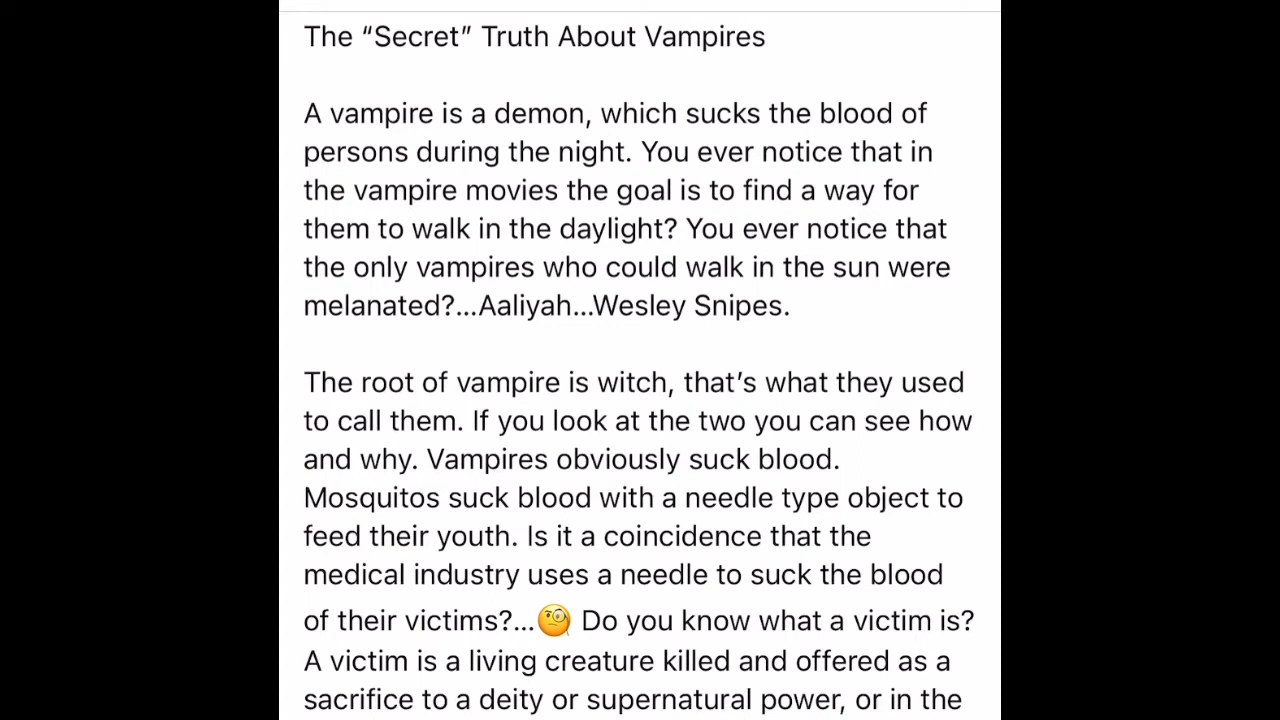 The “Secret” Truth About Vampires
A vampire is a demon, which sucks the blood of
persons during the night. You ever notice that in
the vampire movies the goal is to find a way for
them to walk in the daylight? You ever notice that
the only vampires who could walk in the sun were
melanated?...Aaliyah...Wesley Snipes.
The root of vampire is witch, that’s what they used
to call them. If you look at the two you can see how
and why. Vampires obviously suck blood.
Mosquitos suck blood with a needle type object to
feed their youth. Is it a coincidence that the
medical industry uses a needle to suck the blood
of their victims?...🧐 Do you know what a victim is?
A victim is a living creature killed and offered as a
sacrifice to a deity or supernatural power, or in the